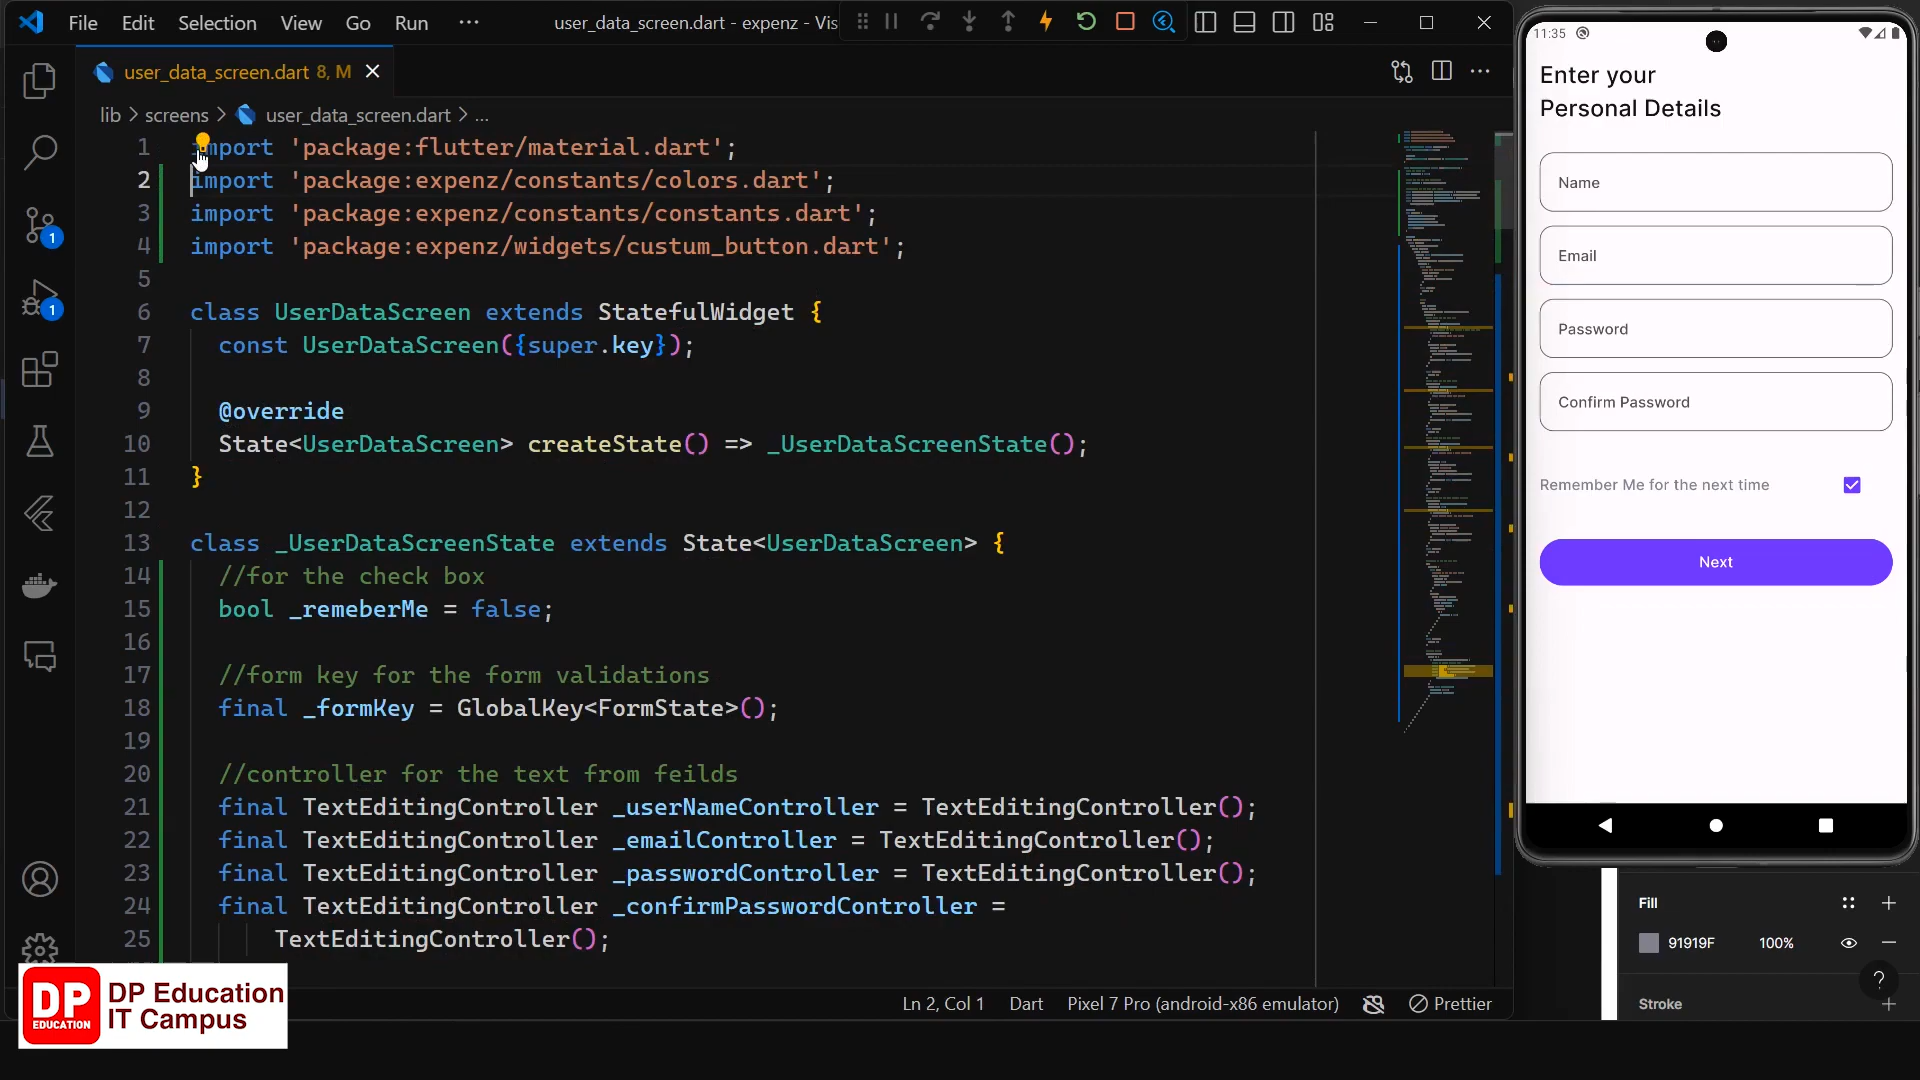 File Edit Selection View Go Run ··· user_data_screen.dart - expenz - Vis
user_data_screen.dart 8, M
lib > screens > user_data_screen.dart > ...
1 import 'package:flutter/material.dart';
2 import 'package:expenz/constants/colors.dart';
3 import 'package:expenz/constants/constants.dart';
4 import 'package:expenz/widgets/custum_button.dart';
5
6 class UserDataScreen extends StatefulWidget {
7 const UserDataScreen({super.key});
8
9 @override
10 State<UserDataScreen> createState() => _UserDataScreenState();
11 }
12
13 class _UserDataScreenState extends State<UserDataScreen> {
14 //for the check box
15 bool _remeberMe = false;
16
17 //form key for the form validations
18 final _formKey = GlobalKey<FormState>();
19
20 //controller for the text from feilds
21 final TextEditingController _userNameController = TextEditingController();
22 final TextEditingController _emailController = TextEditingController();
23 final TextEditingController _passwordController = TextEditingController();
24 final TextEditingController _confirmPasswordController =
25 TextEditingController();
1
1
Ln 2, Col 1 Dart Pixel 7 Pro (android-x86 emulator) Prettier
DP EDUCATION
DP Education
IT Campus
11:35
Enter your
Personal Details
Name
Email
Password
Confirm Password
Remember Me for the next time
Next
Fill
91919F 100%
?
Stroke